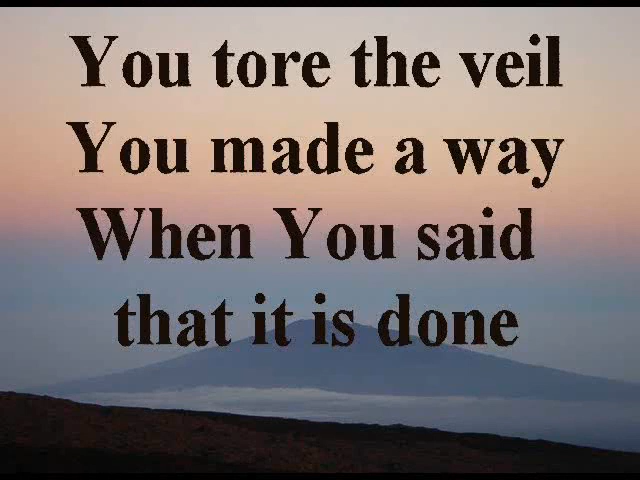 You tore the veil
You made a way
When You said
that it is done